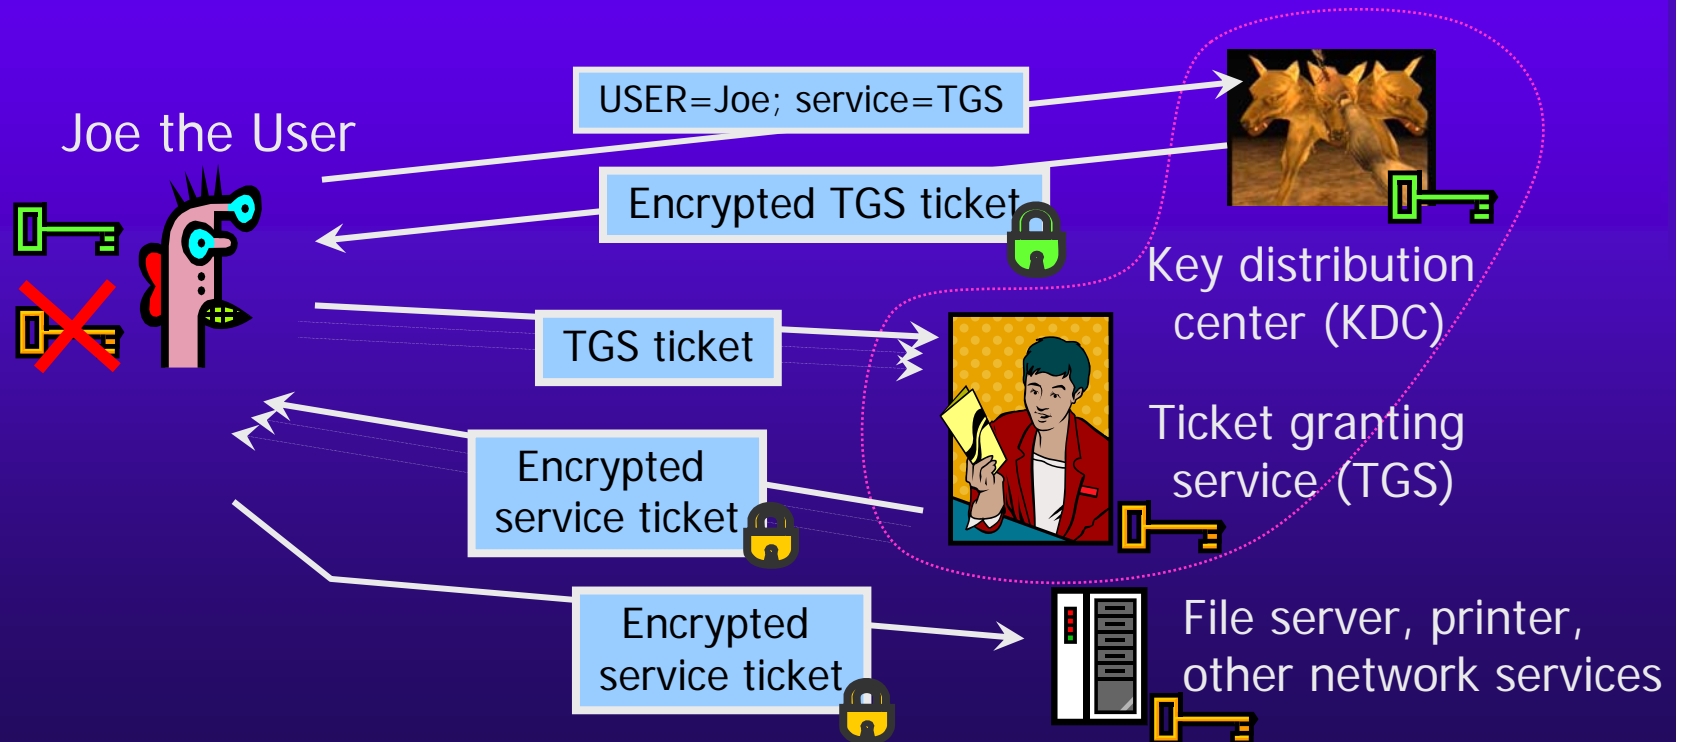 USER=Joe; service=TGS
Joe the User
Encrypted TGS ticket
Key distribution
center (KDC)
TGS ticket
Ticket granting
service (TGS)
Encrypted
service ticket
File server, printer,
other network services
Encrypted
service ticket